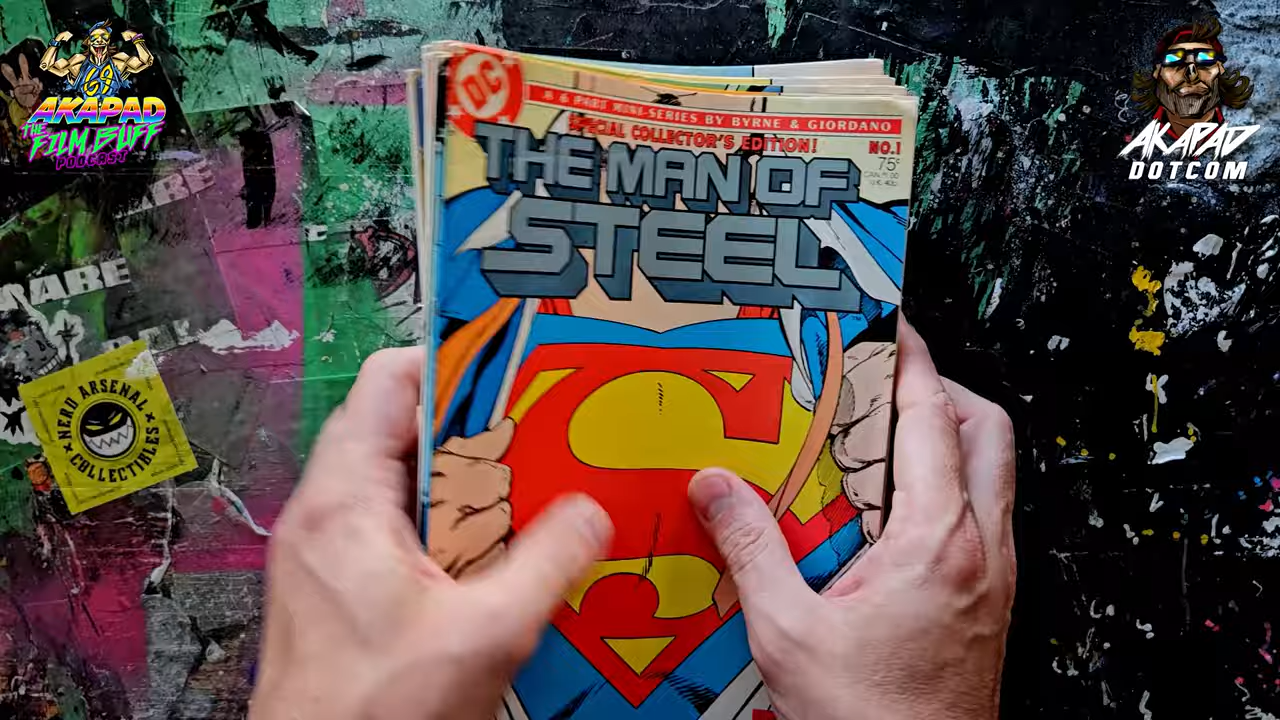 AKAPAD
THE
FILM BUFF
PODCAST
DC
A 6 PART MINI-SERIES BY BYRNE & GIORDANO
SPECIAL COLLECTOR'S EDITION!
NO.1
75¢
THE MAN OF
STEEL
AKAPAD
DOTCOM
NERD ARSENAL
COLLECTIBLES